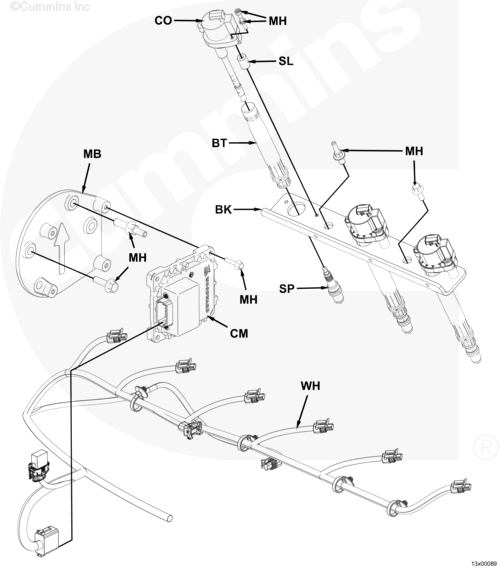 ©Cummins Inc
CO
MH
SL
BT
MH
MB
BK
MH
MH
SP
CM
WH
cummins
®
13x00089